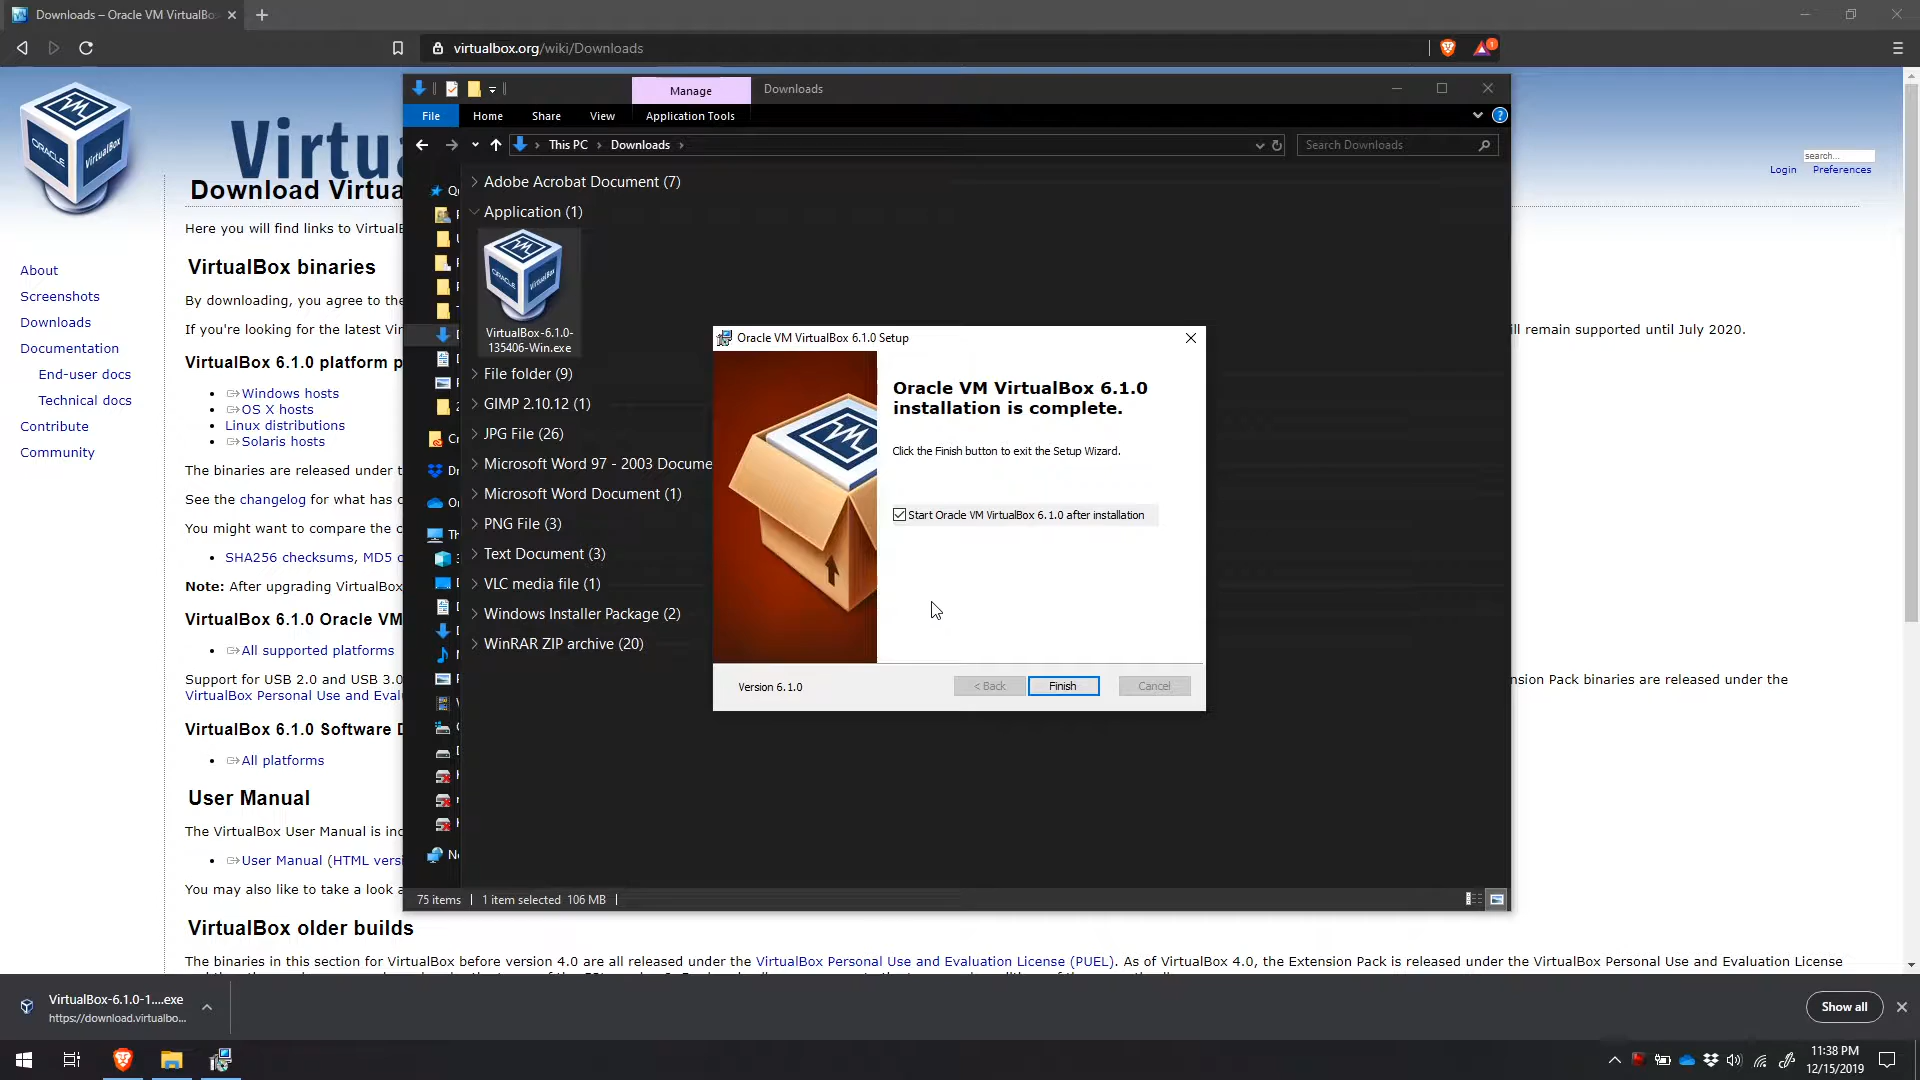 Downloads – Oracle VM VirtualBo
virtualbox.org/wiki/Downloads
1
Manage
Downloads
File
Home
Share
View
Application Tools
This PC
Downloads
Search Downloads
ORACLE
VirtualBox
Virtua
search...
Login
Preferences
Download Virtua
Here you will find links to VirtualB
About
Screenshots
Downloads
Documentation
End-user docs
Technical docs
Contribute
Community
VirtualBox binaries
By downloading, you agree to the
If you're looking for the latest Vir
ill remain supported until July 2020.
VirtualBox 6.1.0 platform p
Windows hosts
OS X hosts
Linux distributions
Solaris hosts
The binaries are released under t
See the changelog for what has c
You might want to compare the c
SHA256 checksums, MD5 c
Note: After upgrading VirtualBox
VirtualBox 6.1.0 Oracle VM
All supported platforms
Support for USB 2.0 and USB 3.0
nsion Pack binaries are released under the
VirtualBox Personal Use and Evalu
VirtualBox 6.1.0 Software D
All platforms
User Manual
The VirtualBox User Manual is inc
User Manual (HTML versi
You may also like to take a look a
VirtualBox older builds
The binaries in this section for VirtualBox before version 4.0 are all released under the VirtualBox Personal Use and Evaluation License (PUEL). As of VirtualBox 4.0, the Extension Pack is released under the VirtualBox Personal Use and Evaluation License
Adobe Acrobat Document (7)
Application (1)
ORACLE
VirtualBox
VirtualBox-6.1.0-
135406-Win.exe
File folder (9)
GIMP 2.10.12 (1)
JPG File (26)
Microsoft Word 97 - 2003 Docume
Microsoft Word Document (1)
PNG File (3)
Text Document (3)
VLC media file (1)
Windows Installer Package (2)
WinRAR ZIP archive (20)
Oracle VM VirtualBox 6.1.0 Setup
Oracle VM VirtualBox 6.1.0
installation is complete.
Click the Finish button to exit the Setup Wizard.
Start Oracle VM VirtualBox 6.1.0 after installation
Version 6.1.0
< Back
Finish
Cancel
75 items
1 item selected 106 MB
VirtualBox-6.1.0-1....exe
https://download.virtualbo...
Show all
11:38 PM
12/15/2019